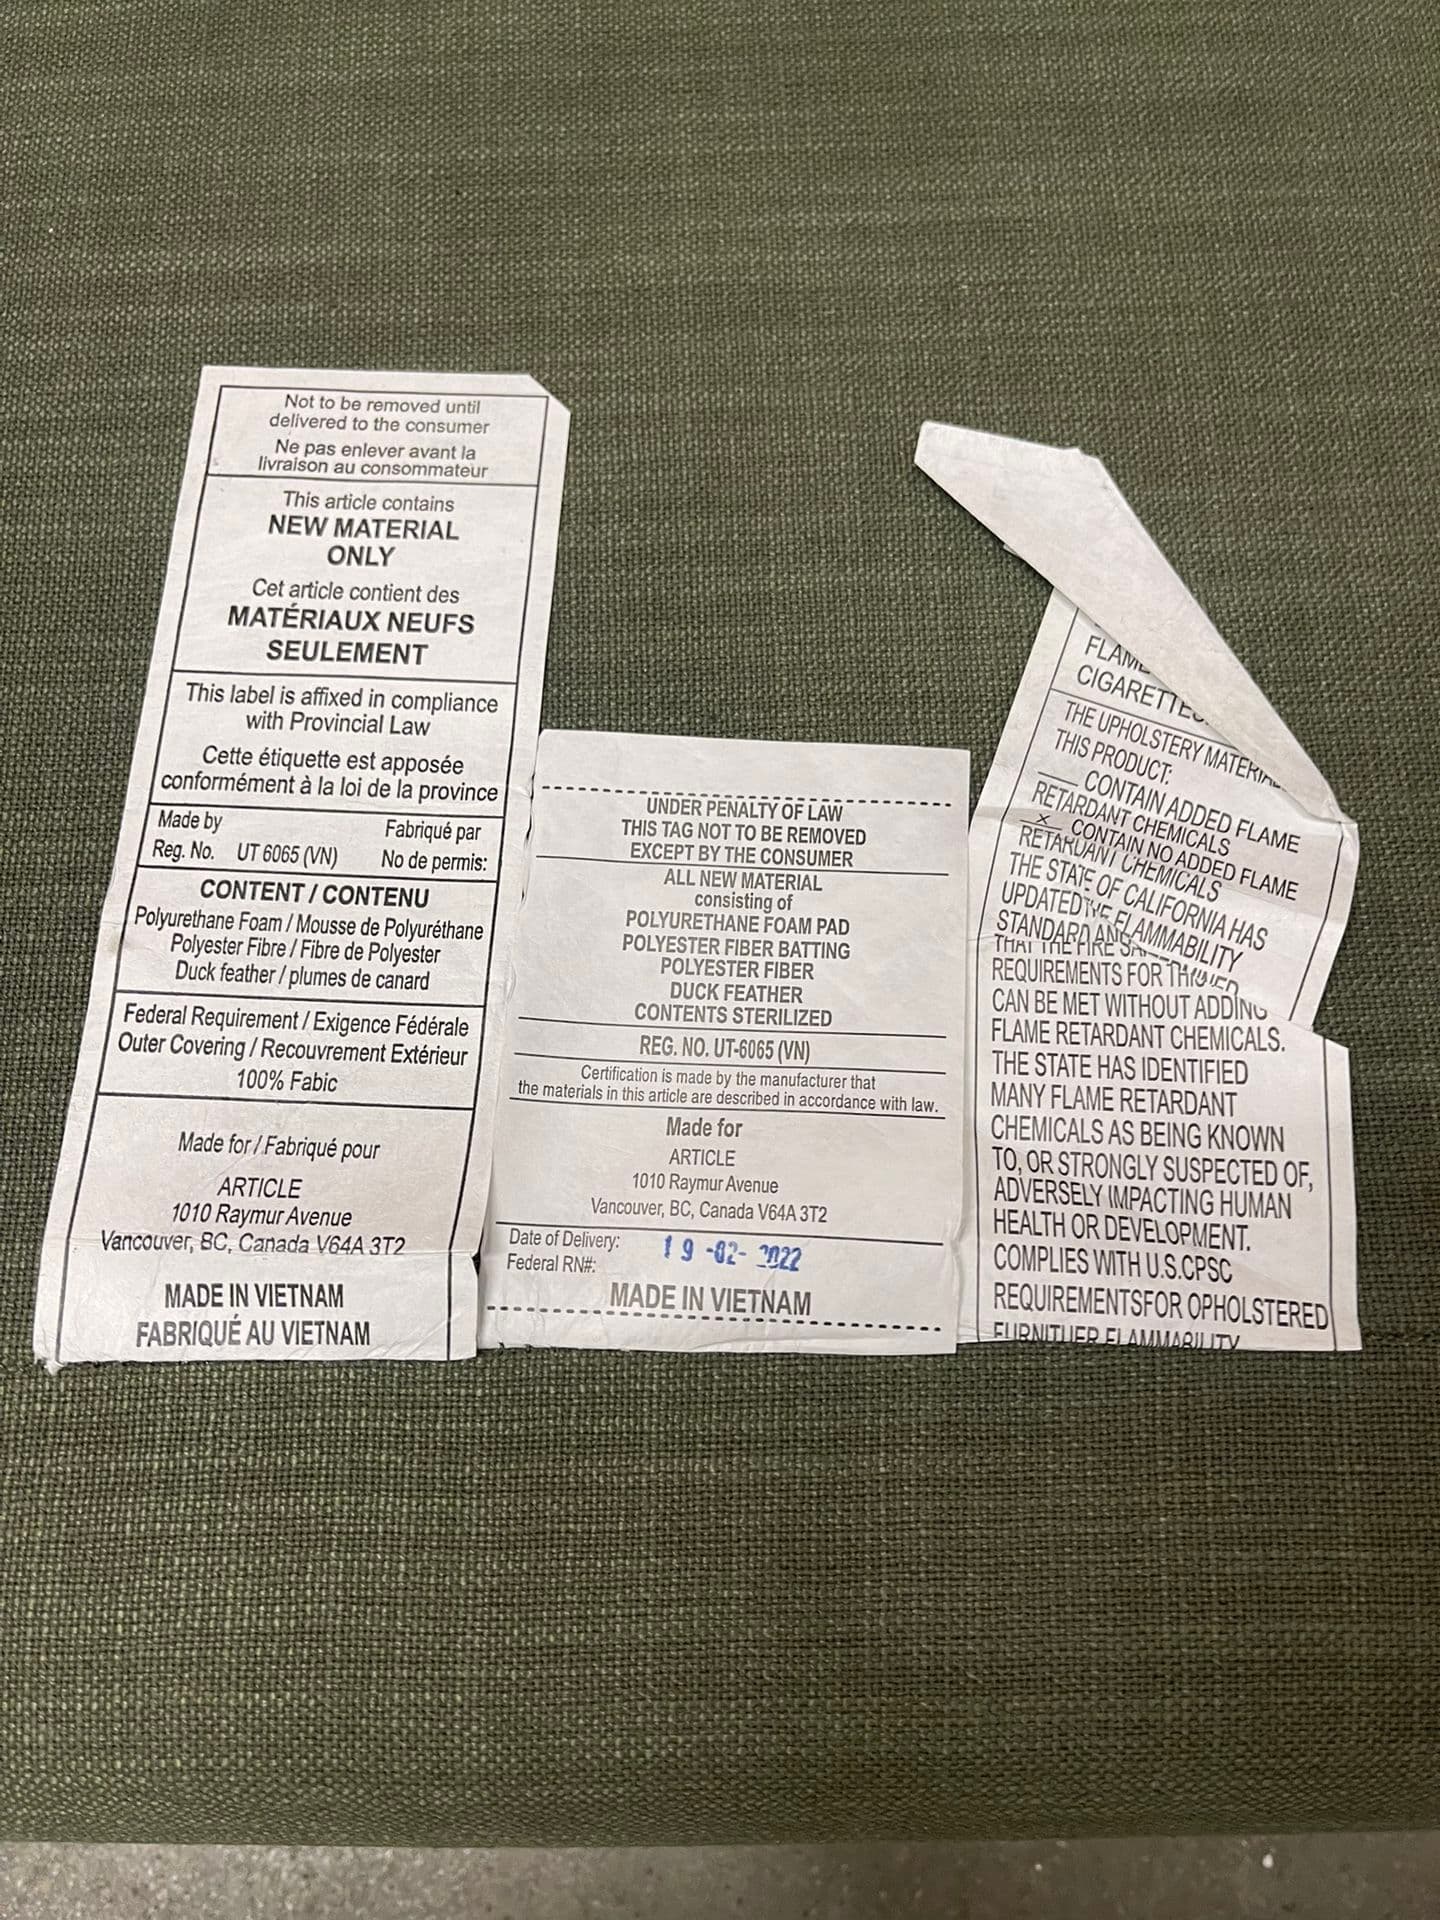 Not to be removed until
delivered to the consumer
Ne pas enlever avant la
livraison au consommateur
This article contains
NEW MATERIAL
ONLY
Cet article contient des
MATÉRIAUX NEUFS
SEULEMENT
This label is affixed in compliance
with Provincial Law
Cette étiquette est apposée
conformément à la loi de la province
Made by Fabriqué par
Reg. No. UT 6065 (VN) No de permis:
CONTENT / CONTENU
Polyurethane Foam / Mousse de Polyuréthane
Polyester Fibre / Fibre de Polyester
Duck feather / plumes de canard
Federal Requirement / Exigence Fédérale
Outer Covering / Recouvrement Extérieur
100% Fabic
Made for / Fabriqué pour
ARTICLE
1010 Raymur Avenue
Vancouver, BC, Canada V64A 3T2
MADE IN VIETNAM
FABRIQUÉ AU VIETNAM
UNDER PENALTY OF LAW
THIS TAG NOT TO BE REMOVED
EXCEPT BY THE CONSUMER
ALL NEW MATERIAL
consisting of
POLYURETHANE FOAM PAD
POLYESTER FIBER BATTING
POLYESTER FIBER
DUCK FEATHER
CONTENTS STERILIZED
REG. NO. UT-6065 (VN)
Certification is made by the manufacturer that
the materials in this article are described in accordance with law.
Made for
ARTICLE
1010 Raymur Avenue
Vancouver, BC, Canada V64A 3T2
Date of Delivery: 19-02-2022
Federal RN#:
MADE IN VIETNAM
FLAME
CIGARETTE
THE UPHOLSTERY MATERIAL
THIS PRODUCT:
___ CONTAIN ADDED FLAME
RETARDANT CHEMICALS
x CONTAIN NO ADDED FLAME
RETARDANT CHEMICALS
THE STATE OF CALIFORNIA HAS
UPDATED THE FLAMMABILITY
STANDARD AND
THAT THE FIRE
REQUIREMENTS FOR THIS
CAN BE MET WITHOUT ADDING
FLAME RETARDANT CHEMICALS.
THE STATE HAS IDENTIFIED
MANY FLAME RETARDANT
CHEMICALS AS BEING KNOWN
TO, OR STRONGLY SUSPECTED OF,
ADVERSELY IMPACTING HUMAN
HEALTH OR DEVELOPMENT.
COMPLIES WITH U.S.CPSC
REQUIREMENTSFOR OPHOLSTERED
FURNITUER FLAMMABILITY